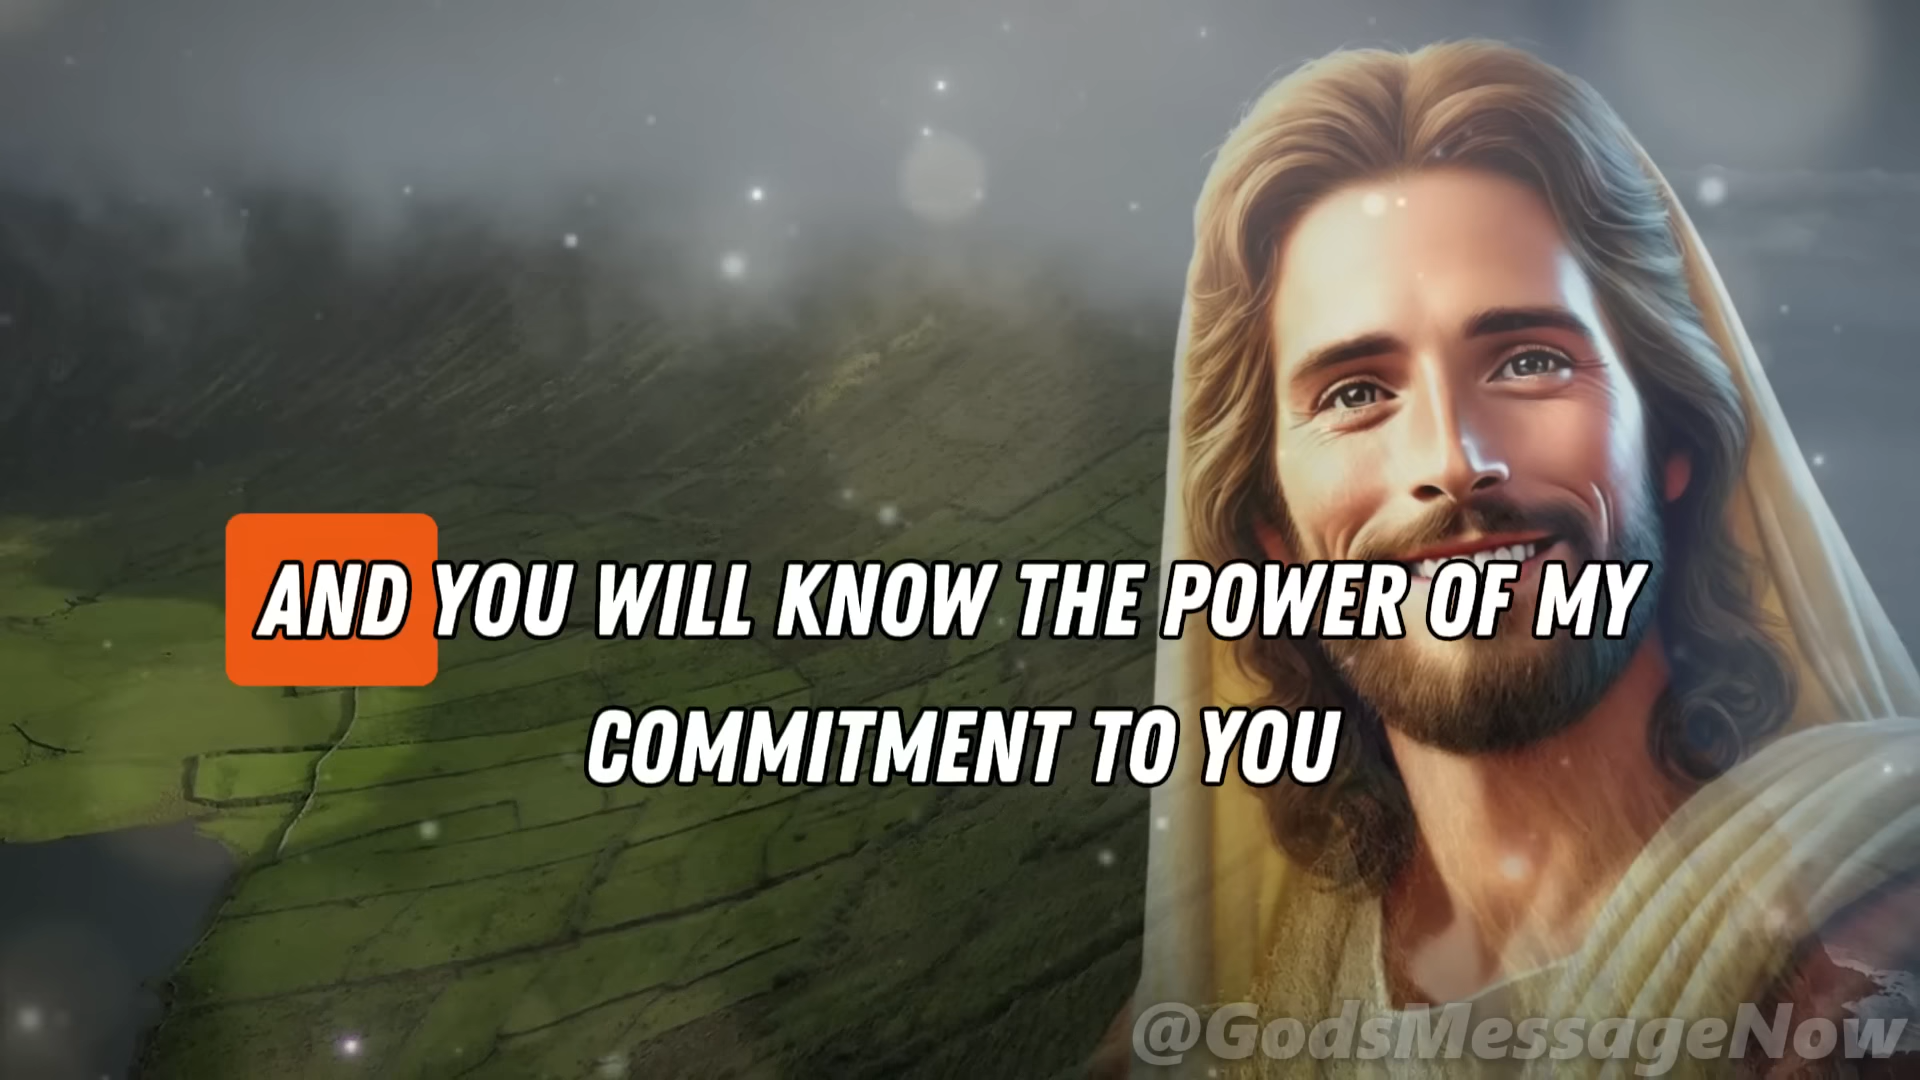 AND YOU WILL KNOW THE POWER OF MY
COMMITMENT TO YOU
@GodsMessageNow